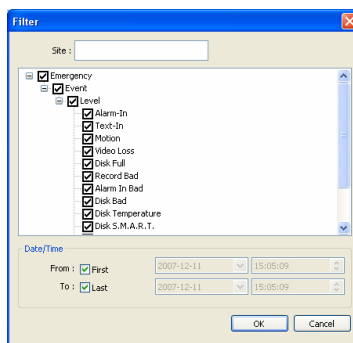 Filter
Site :
Emergency
Event
Level
Alarm-In
Text-In
Motion
Video Loss
Disk Full
Record Bad
Alarm In Bad
Disk Bad
Disk Temperature
Disk S.M.A.R.T.
Date/Time
From : First 2007-12-11 15:05:09
To : Last 2007-12-11 15:05:09
OK Cancel